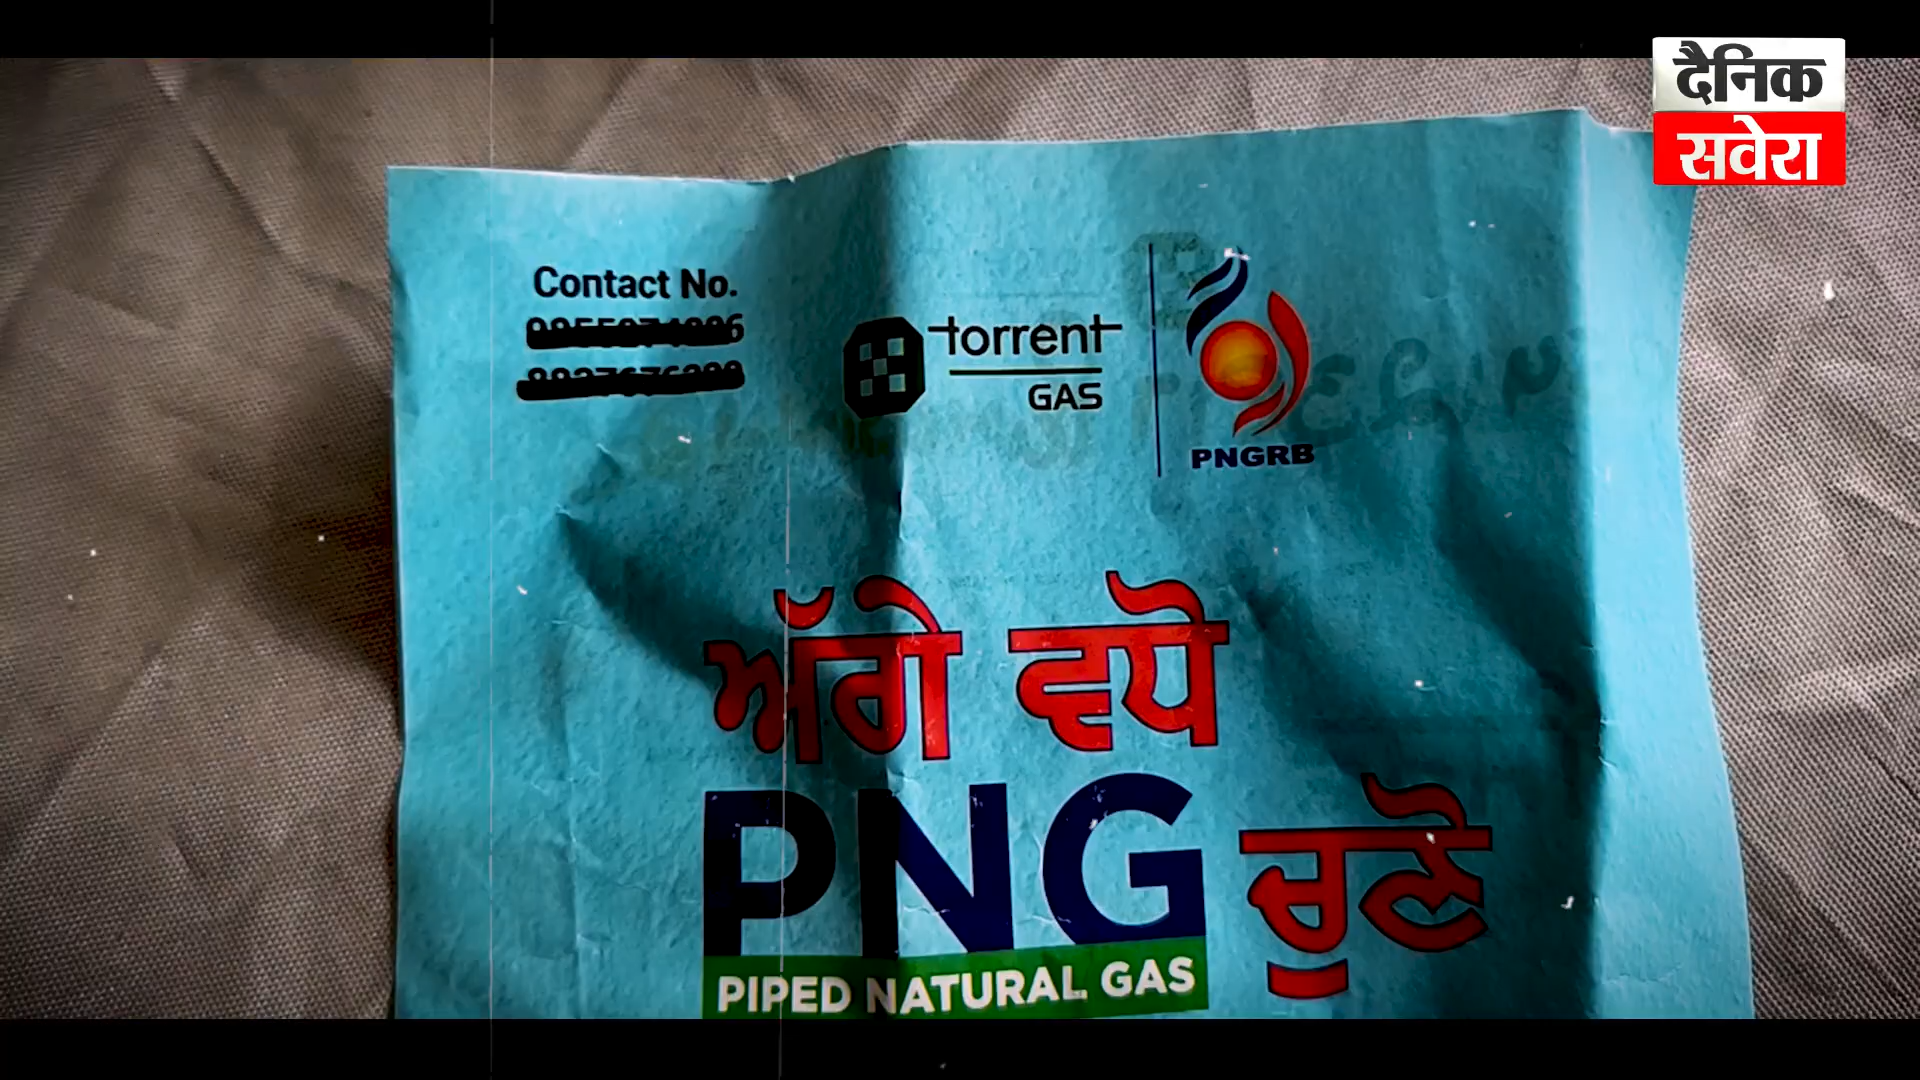 दैनिक
सवेरा
Contact No.
torrent
GAS
PNGRB
ਅੱਗੇ ਵਧੋ
PNG ਚੁਣੋ
PIPED NATURAL GAS